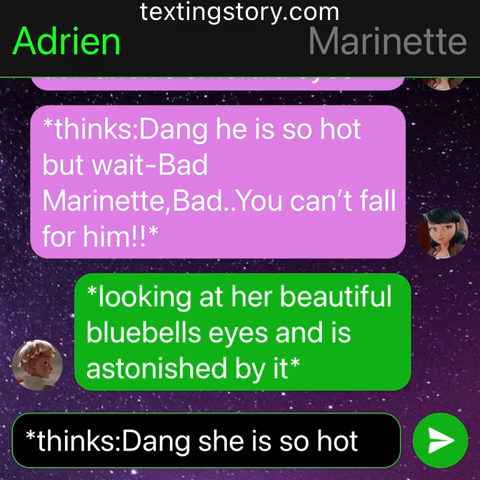 textingstory.com
Adrien
Marinette
*thinks:Dang he is so hot
but wait-Bad
Marinette,Bad..You can’t fall
for him!!*
*looking at her beautiful
bluebells eyes and is
astonished by it*
*thinks:Dang she is so hot